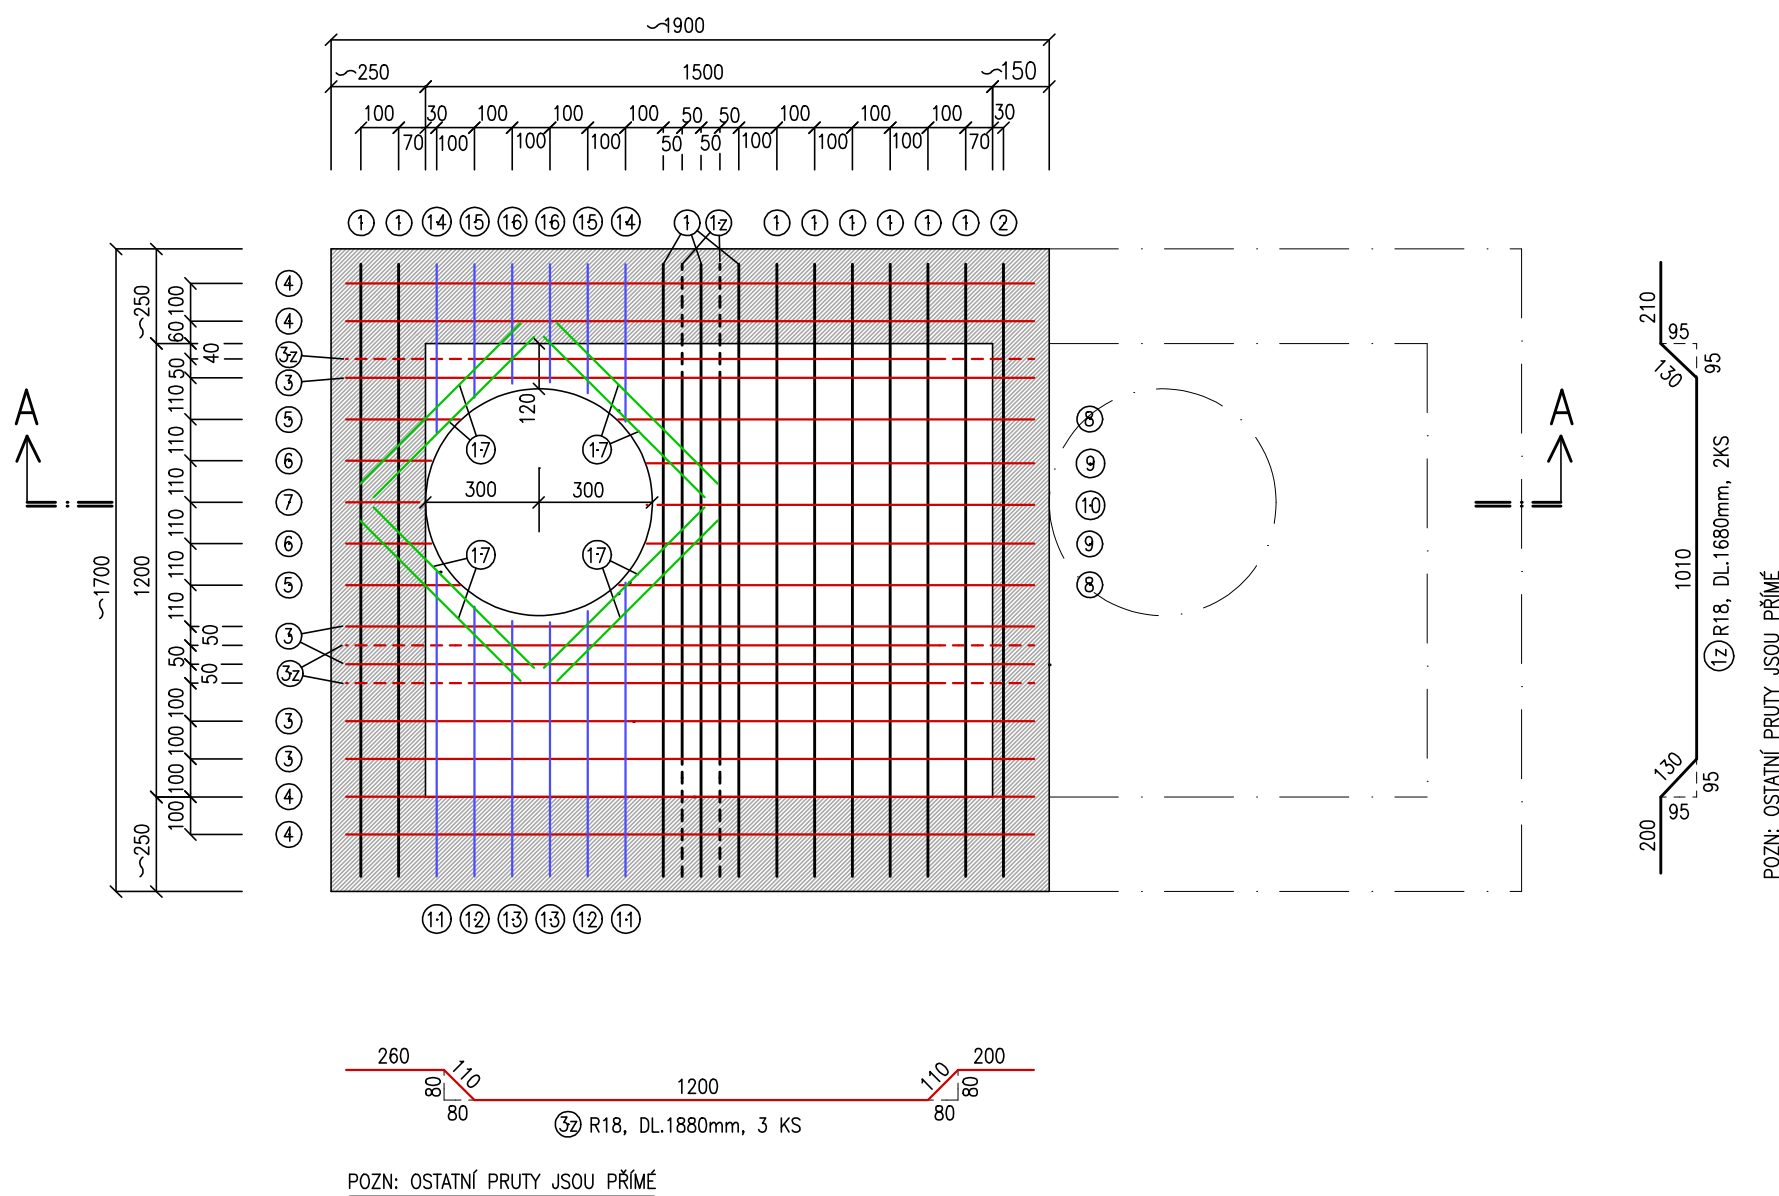 ~1900
~250 1500 ~150
100 30 100 100 100 50 50 100 100 100 30
70 100 100 100 50 50 100 100 100 70
1 1 14 15 16 16 15 14 1 1z 1 1 1 1 1 1 2
~1700
~250 1200 ~250
100 60 50 110 110 110 110 110 110 50 100 100 100 100
40 50 50
4
4
3z
3
5
6
7
6
5
3
3z
3
3
4
4
A
A
120
17
17
300 300
17
17
8
9
10
9
8
11 12 13 13 12 11
210
95
95
130
1010
1z R18, DL.1680mm, 2KS
130
95
95
200
POZN: OSTATNÍ PRUTY JSOU PŘÍMÉ
260 110 1200 110 200
80 80
80 80
3z R18, DL.1880mm, 3 KS
POZN: OSTATNÍ PRUTY JSOU PŘÍMÉ